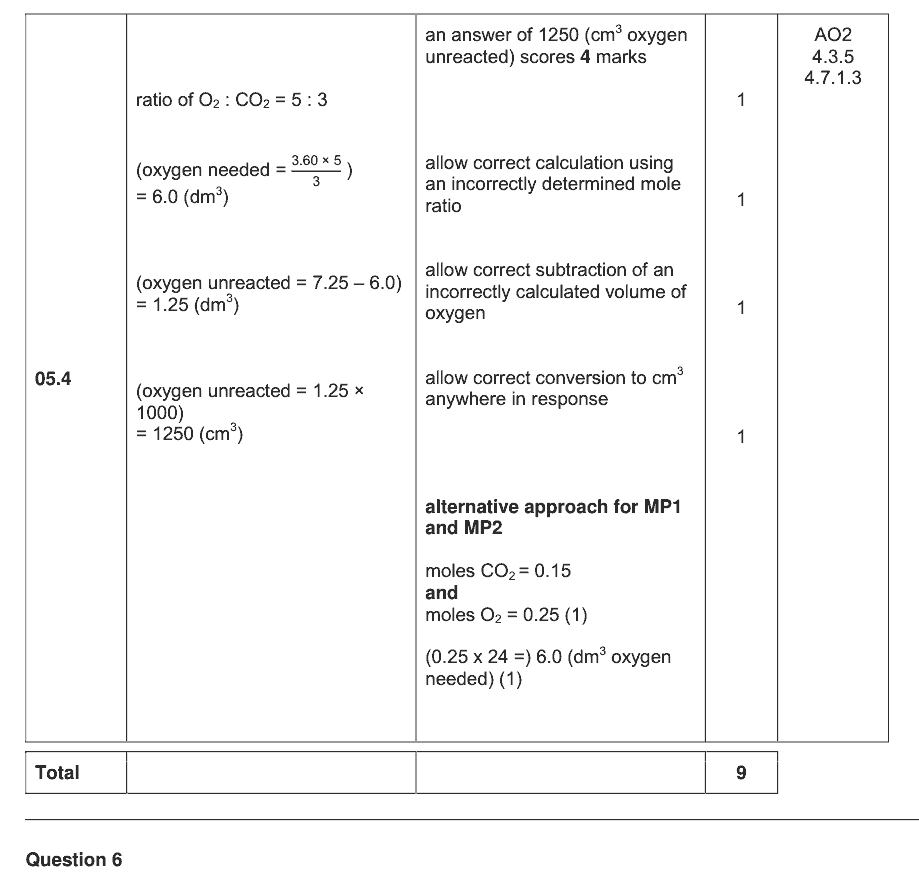 an answer of 1250 (cm³ oxygen
unreacted) scores 4 marks
AO2
4.3.5
4.7.1.3
ratio of O₂ : CO₂ = 5 : 3
1
(oxygen needed = 3.60 × 5 / 3 )
= 6.0 (dm³)
allow correct calculation using
an incorrectly determined mole
ratio
1
(oxygen unreacted = 7.25 – 6.0)
= 1.25 (dm³)
allow correct subtraction of an
incorrectly calculated volume of
oxygen
1
05.4
(oxygen unreacted = 1.25 ×
1000)
= 1250 (cm³)
allow correct conversion to cm³
anywhere in response
1
alternative approach for MP1
and MP2
moles CO₂ = 0.15
and
moles O₂ = 0.25 (1)
(0.25 x 24 =) 6.0 (dm³ oxygen
needed) (1)
Total
9
Question 6